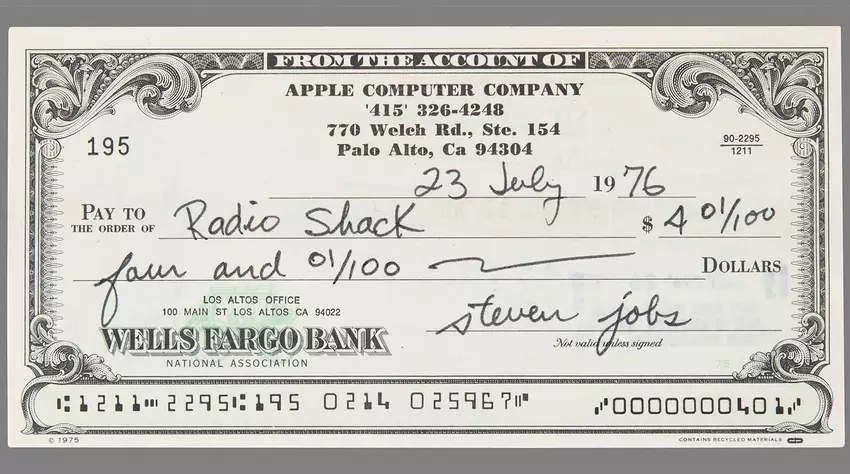 FROM THE ACCOUNT OF
APPLE COMPUTER COMPANY
'415' 326-4248
770 Welch Rd., Ste. 154
Palo Alto, Ca 94304
195
90-2295
1211
23 July 1976
PAY TO
THE ORDER OF Radio Shack $ 4 01/100
four and 01/100 DOLLARS
LOS ALTOS OFFICE
100 MAIN ST LOS ALTOS CA 94022
WELLS FARGO BANK
NATIONAL ASSOCIATION
steven jobs
Not valid unless signed
75
⑆1211⑉2295⑆195 0214 025967⑈ ⑇0000000401⑇
© 1975 CONTAINS RECYCLED MATERIALS